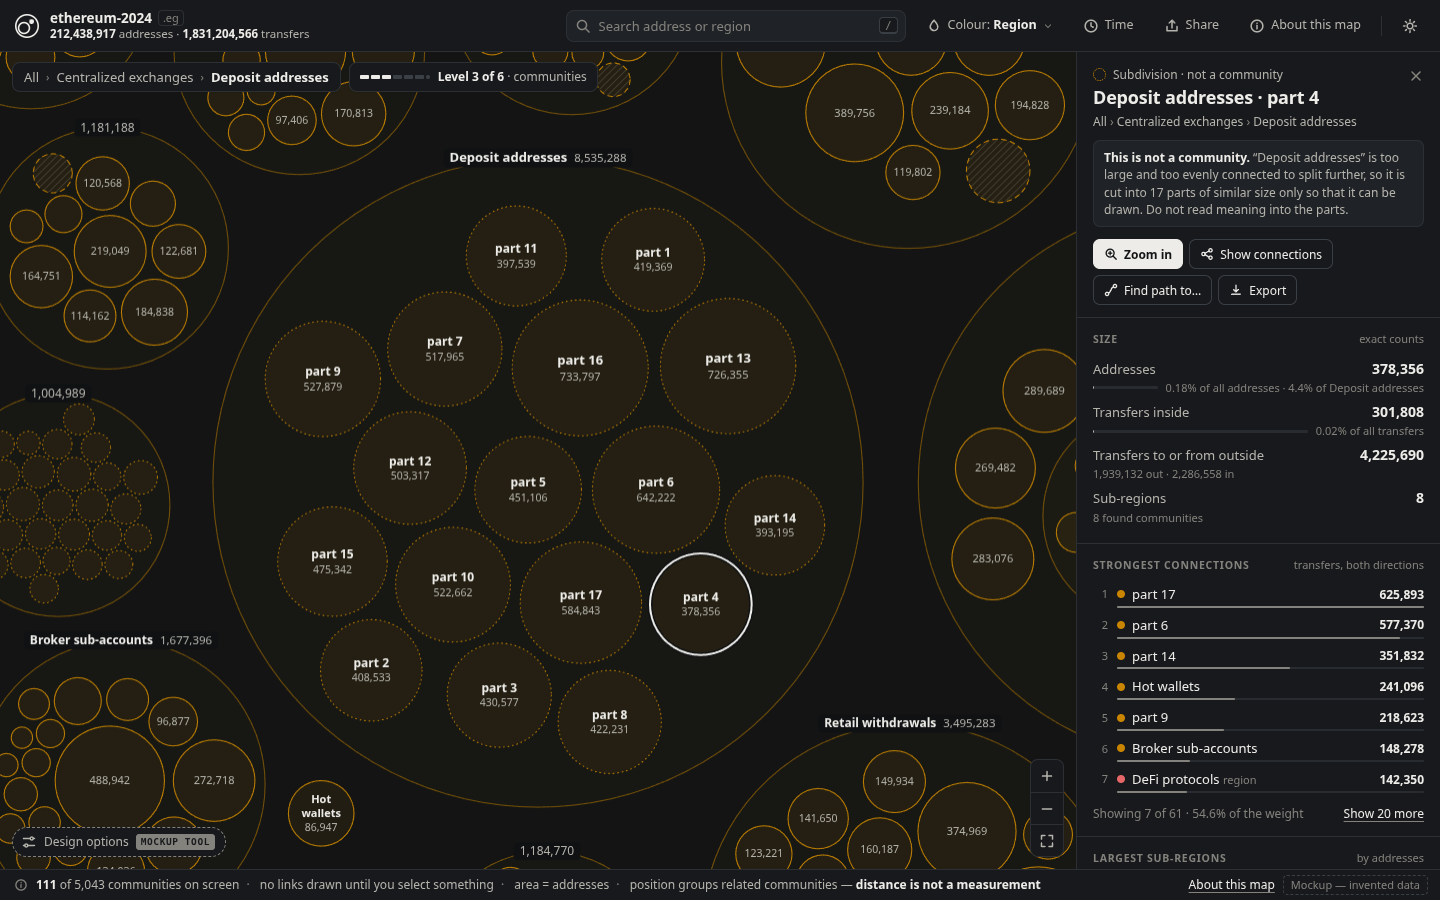 ethereum-2024 .eg
212,438,917 addresses · 1,831,204,566 transfers
Search address or region /
Colour: Region
Time
Share
About this map
All › Centralized exchanges › Deposit addresses
Level 3 of 6 · communities
97,406
170,813
389,756
239,184
194,828
119,802
1,181,188
120,568
219,049
122,681
164,751
114,162
184,838
Deposit addresses 8,535,288
part 11
397,539
part 1
419,369
part 7
517,965
part 16
733,797
part 13
726,355
part 9
527,879
part 12
503,317
part 5
451,106
part 6
642,222
part 14
393,195
part 15
475,342
part 10
522,662
part 17
584,843
part 4
378,356
part 2
408,533
part 3
430,577
part 8
422,231
1,004,989
289,689
269,482
283,076
Broker sub-accounts 1,677,396
96,877
488,942
272,718
Hot
wallets
86,947
1,184,770
Retail withdrawals 3,495,283
149,934
141,650
374,969
123,221
160,187
Design options MOCKUP TOOL
Subdivision · not a community
Deposit addresses · part 4
All › Centralized exchanges › Deposit addresses
This is not a community. “Deposit addresses” is too
large and too evenly connected to split further, so it is
cut into 17 parts of similar size only so that it can be
drawn. Do not read meaning into the parts.
Zoom in
Show connections
Find path to...
Export
SIZE exact counts
Addresses 378,356
0.18% of all addresses · 4.4% of Deposit addresses
Transfers inside 301,808
0.02% of all transfers
Transfers to or from outside 4,225,690
1,939,132 out · 2,286,558 in
Sub-regions 8
8 found communities
STRONGEST CONNECTIONS transfers, both directions
1 part 17 625,893
2 part 6 577,370
3 part 14 351,832
4 Hot wallets 241,096
5 part 9 218,623
6 Broker sub-accounts 148,278
7 DeFi protocols region 142,350
Showing 7 of 61 · 54.6% of the weight Show 20 more
LARGEST SUB-REGIONS by addresses
111 of 5,043 communities on screen · no links drawn until you select something · area = addresses · position groups related communities — distance is not a measurement
About this map
Mockup — invented data